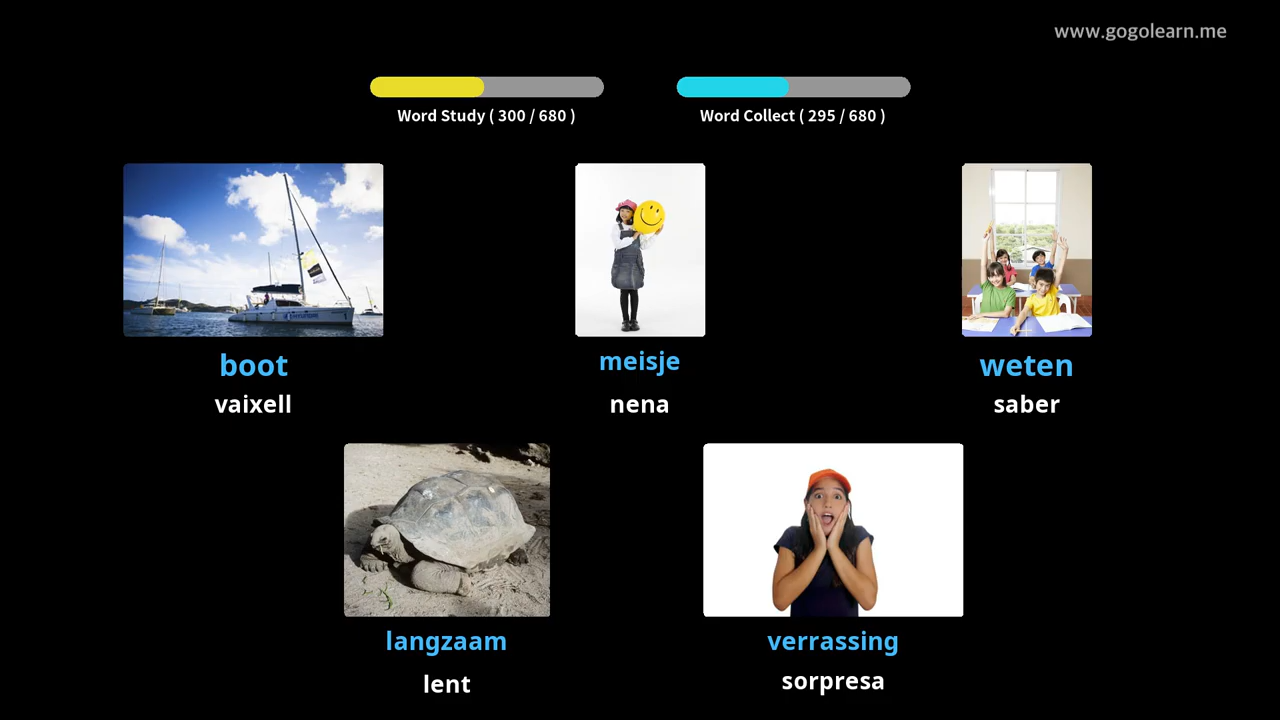 www.gogolearn.me
Word Study ( 300 / 680 )
Word Collect ( 295 / 680 )
boot
vaixell
meisje
nena
weten
saber
langzaam
lent
verrassing
sorpresa